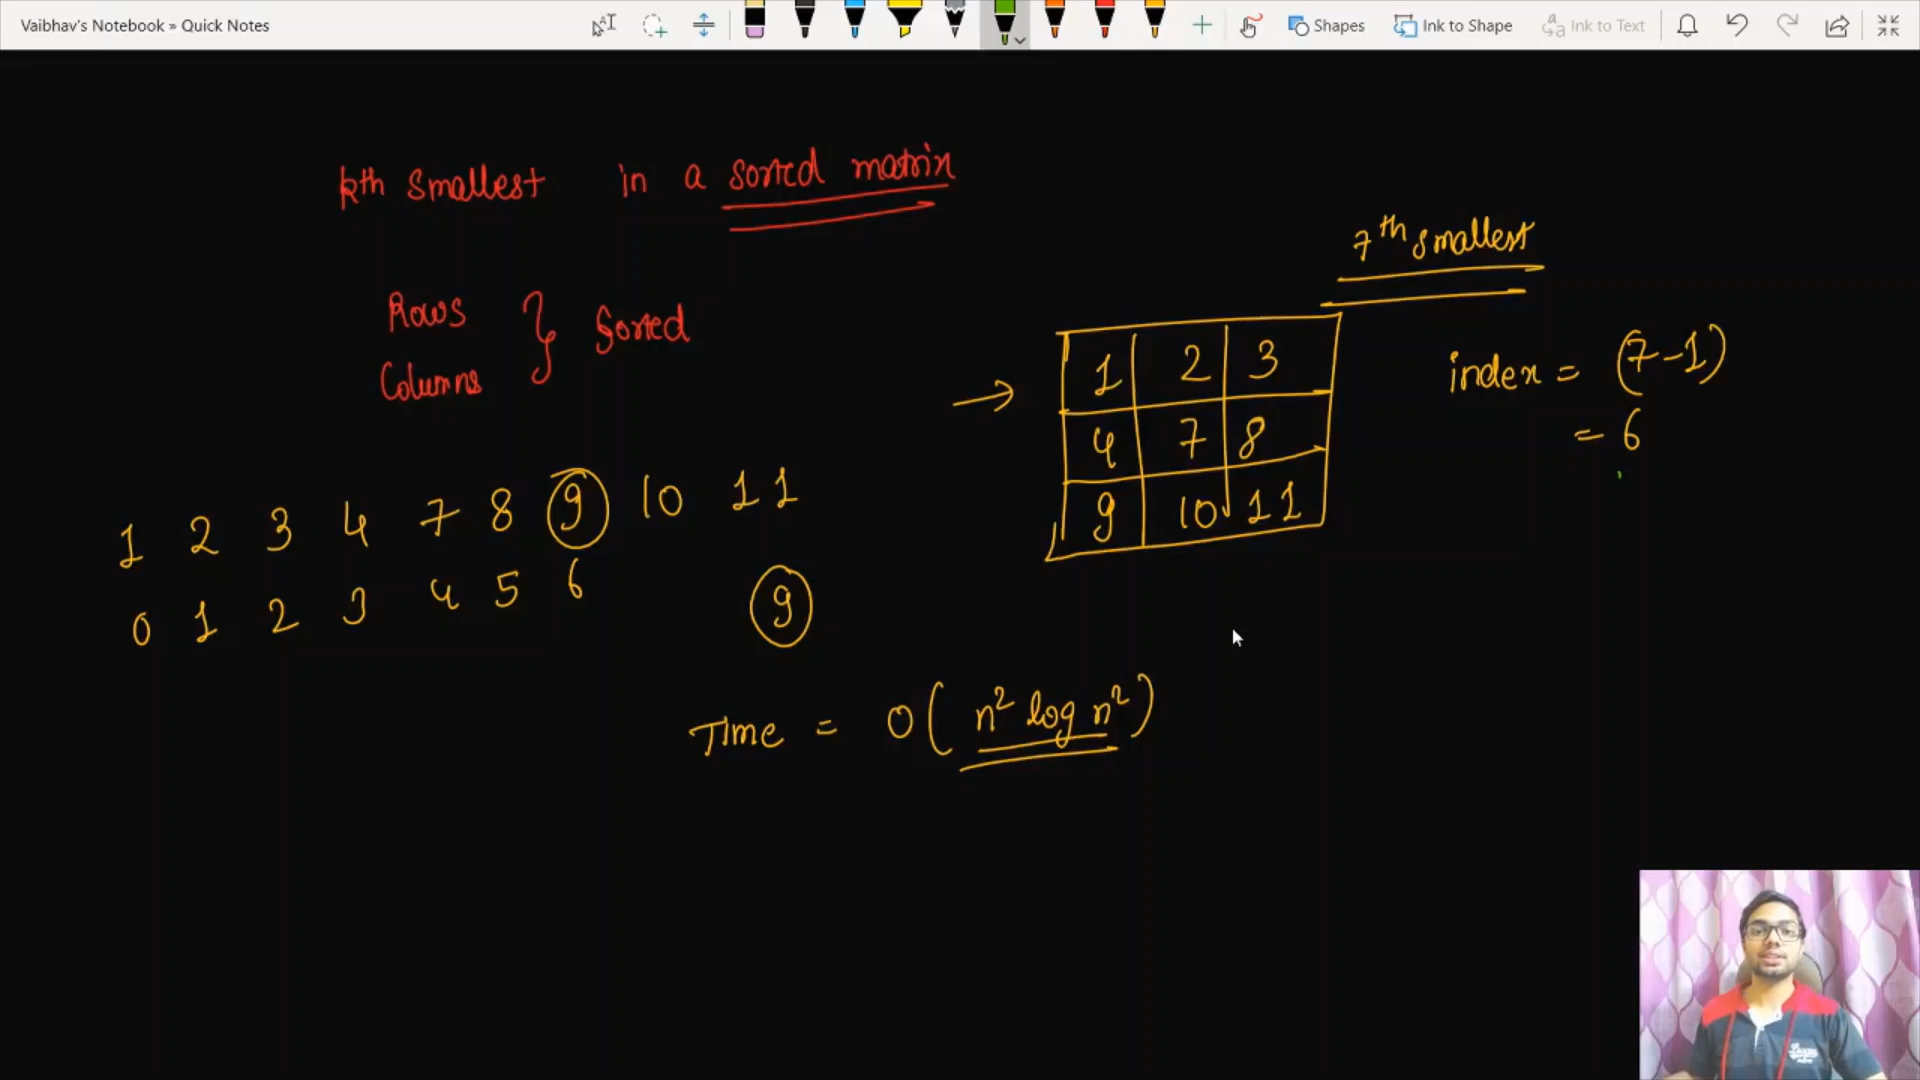 Vaibhav's Notebook » Quick Notes
Shapes
Ink to Shape
Ink to Text
kth smallest in a sorted matrix
7th smallest
Rows
Columns
} Sorted
1 2 3
4 7 8
9 10 11
index = (7-1)
= 6
1 2 3 4 7 8 9 10 11
0 1 2 3 4 5 6
9
Time = O( n² log n² )